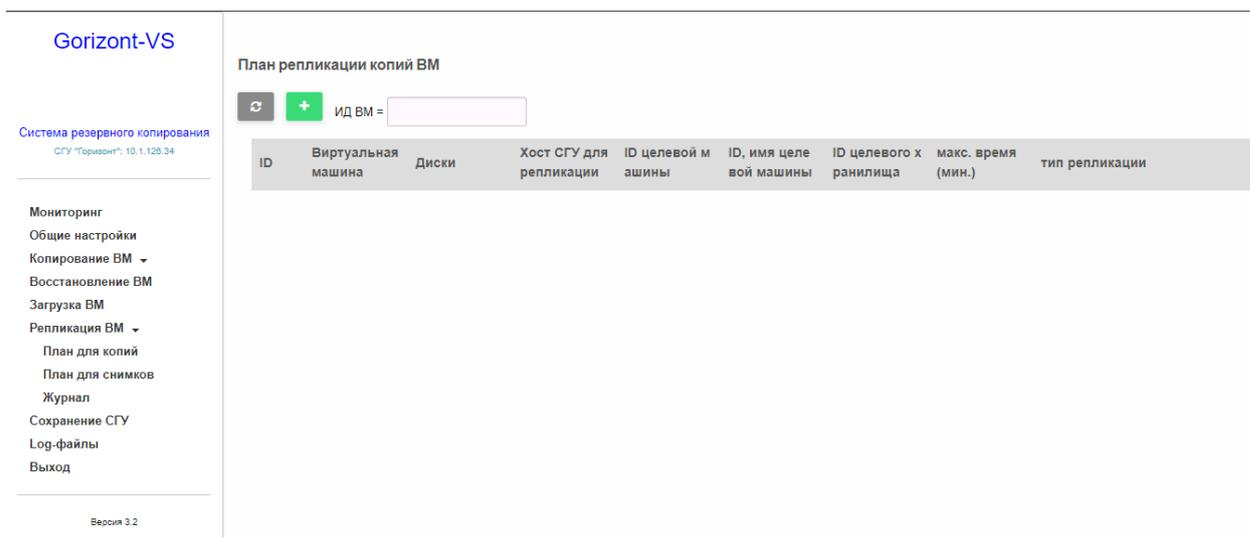 Gorizont-VS
Система резервного копирования
СГУ "Горизонт": 10.1.126.34
Мониторинг
Общие настройки
Копирование ВМ
Восстановление ВМ
Загрузка ВМ
Репликация ВМ
План для копий
План для снимков
Журнал
Сохранение СГУ
Log-файлы
Выход
Версия 3.2
План репликации копий ВМ
ИД ВМ =
ID Виртуальная машина Диски Хост СГУ для репликации ID целевой м ашины ID, имя целе вой машины ID целевого х ранилища макс. время (мин.) тип репликации